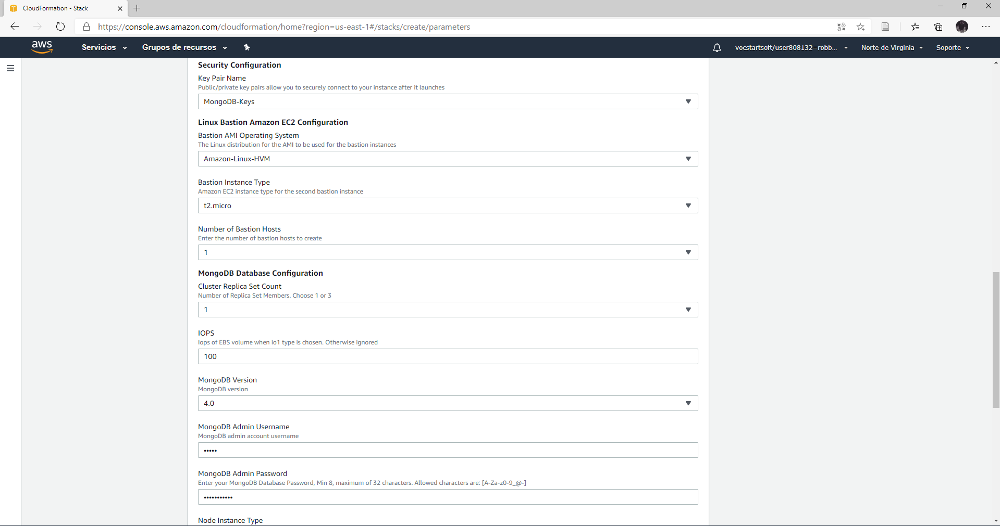 CloudFormation - Stack
https://console.aws.amazon.com/cloudformation/home?region=us-east-1#/stacks/create/parameters
aws Servicios Grupos de recursos vocstartsoft/user808132=robb... Norte de Virginia Soporte
Security Configuration
Key Pair Name
Public/private key pairs allow you to securely connect to your instance after it launches
MongoDB-Keys
Linux Bastion Amazon EC2 Configuration
Bastion AMI Operating System
The Linux distribution for the AMI to be used for the bastion instances
Amazon-Linux-HVM
Bastion Instance Type
Amazon EC2 instance type for the second bastion instance
t2.micro
Number of Bastion Hosts
Enter the number of bastion hosts to create
1
MongoDB Database Configuration
Cluster Replica Set Count
Number of Replica Set Members. Choose 1 or 3
1
IOPS
Iops of EBS volume when io1 type is chosen. Otherwise ignored
100
MongoDB Version
MongoDB version
4.0
MongoDB Admin Username
MongoDB admin account username
•••••
MongoDB Admin Password
Enter your MongoDB Database Password, Min 8, maximum of 32 characters. Allowed characters are: [A-Za-z0-9_@-]
•••••••••••
Node Instance Type